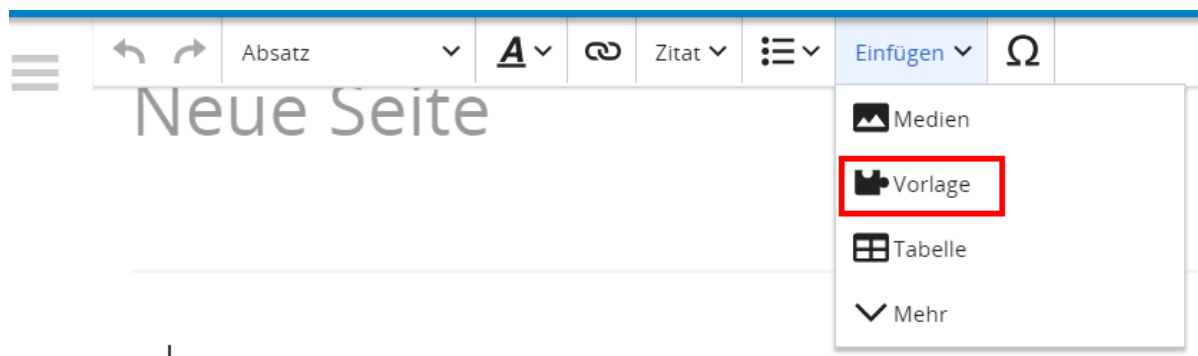 Absatz A Zitat Einfügen Ω
Neue Seite
Medien
Vorlage
Tabelle
Mehr